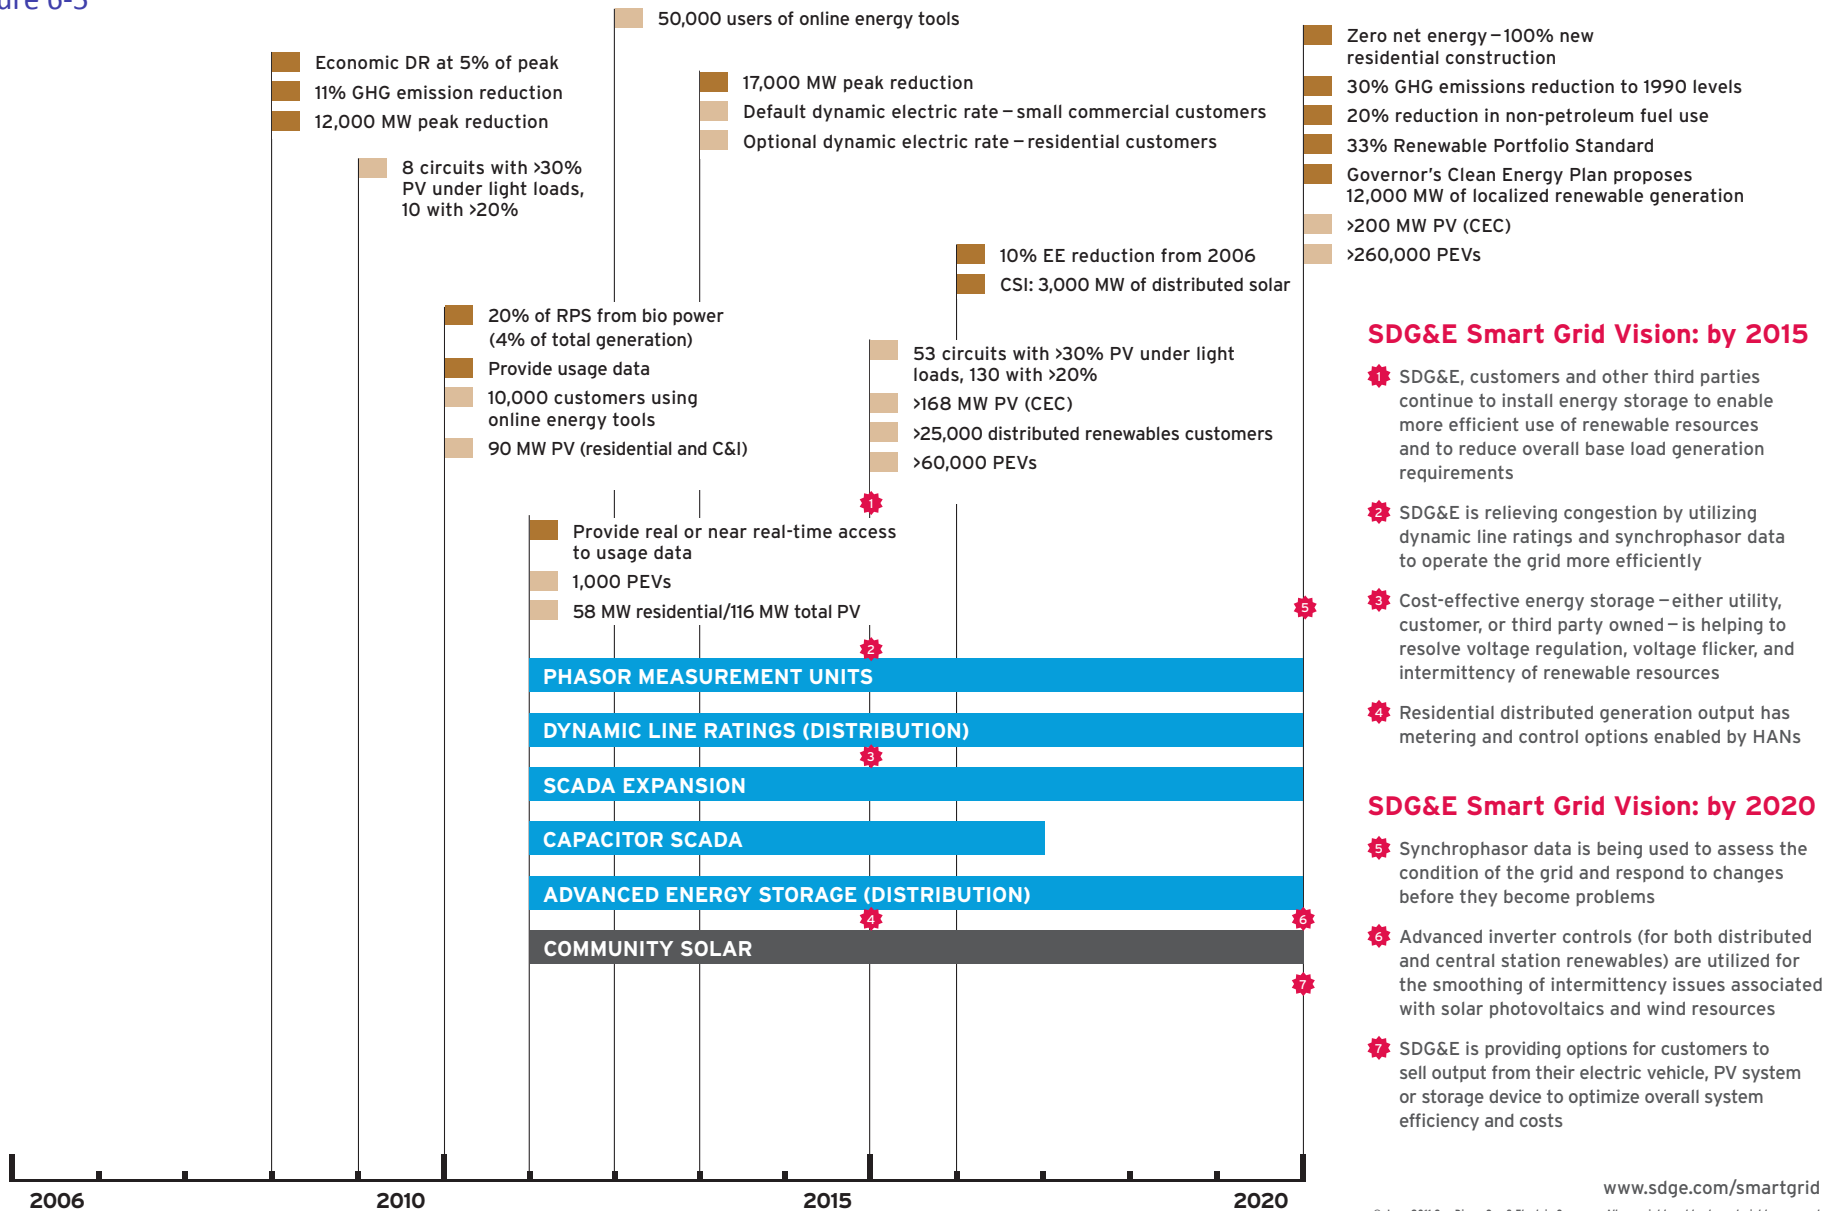 50,000 users of online energy tools
Economic DR at 5% of peak
11% GHG emission reduction
12,000 MW peak reduction
17,000 MW peak reduction
Default dynamic electric rate – small commercial customers
Optional dynamic electric rate – residential customers
8 circuits with >30%
PV under light loads,
10 with >20%
Zero net energy – 100% new
residential construction
30% GHG emissions reduction to 1990 levels
20% reduction in non-petroleum fuel use
33% Renewable Portfolio Standard
Governor's Clean Energy Plan proposes
12,000 MW of localized renewable generation
>200 MW PV (CEC)
>260,000 PEVs
10% EE reduction from 2006
CSI: 3,000 MW of distributed solar
20% of RPS from bio power
(4% of total generation)
Provide usage data
10,000 customers using
online energy tools
90 MW PV (residential and C&I)
53 circuits with >30% PV under light
loads, 130 with >20%
>168 MW PV (CEC)
>25,000 distributed renewables customers
>60,000 PEVs
1
Provide real or near real-time access
to usage data
1,000 PEVs
58 MW residential/116 MW total PV
5
2
PHASOR MEASUREMENT UNITS
DYNAMIC LINE RATINGS (DISTRIBUTION)
3
SCADA EXPANSION
CAPACITOR SCADA
ADVANCED ENERGY STORAGE (DISTRIBUTION)
4
6
COMMUNITY SOLAR
7
SDG&E Smart Grid Vision: by 2015
1 SDG&E, customers and other third parties
continue to install energy storage to enable
more efficient use of renewable resources
and to reduce overall base load generation
requirements
2 SDG&E is relieving congestion by utilizing
dynamic line ratings and synchrophasor data
to operate the grid more efficiently
3 Cost-effective energy storage – either utility,
customer, or third party owned – is helping to
resolve voltage regulation, voltage flicker, and
intermittency of renewable resources
4 Residential distributed generation output has
metering and control options enabled by HANs
SDG&E Smart Grid Vision: by 2020
5 Synchrophasor data is being used to assess the
condition of the grid and respond to changes
before they become problems
6 Advanced inverter controls (for both distributed
and central station renewables) are utilized for
the smoothing of intermittency issues associated
with solar photovoltaics and wind resources
7 SDG&E is providing options for customers to
sell output from their electric vehicle, PV system
or storage device to optimize overall system
efficiency and costs
2006 2010 2015 2020
www.sdge.com/smartgrid